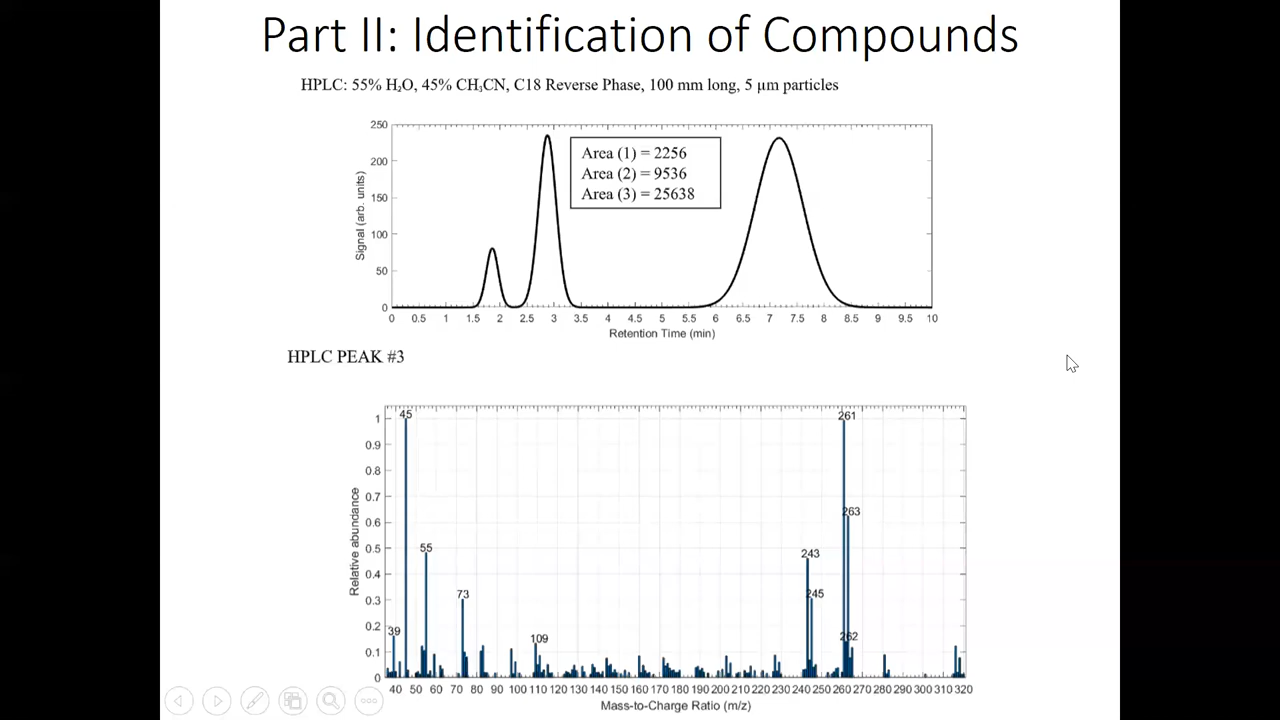 Part II: Identification of Compounds
HPLC: 55% H₂O, 45% CH₃CN, C18 Reverse Phase, 100 mm long, 5 µm particles
250
200
150
100
50
0
Signal (arb. units)
Area (1) = 2256
Area (2) = 9536
Area (3) = 25638
0 0.5 1 1.5 2 2.5 3 3.5 4 4.5 5 5.5 6 6.5 7 7.5 8 8.5 9 9.5 10
Retention Time (min)
HPLC PEAK #3
1
0.9
0.8
0.7
0.6
0.5
0.4
0.3
0.2
0.1
0
Relative abundance
45
261
263
55
243
73
245
39
109
262
40 50 60 70 80 90 100 110 120 130 140 150 160 170 180 190 200 210 220 230 240 250 260 270 280 290 300 310 320
Mass-to-Charge Ratio (m/z)